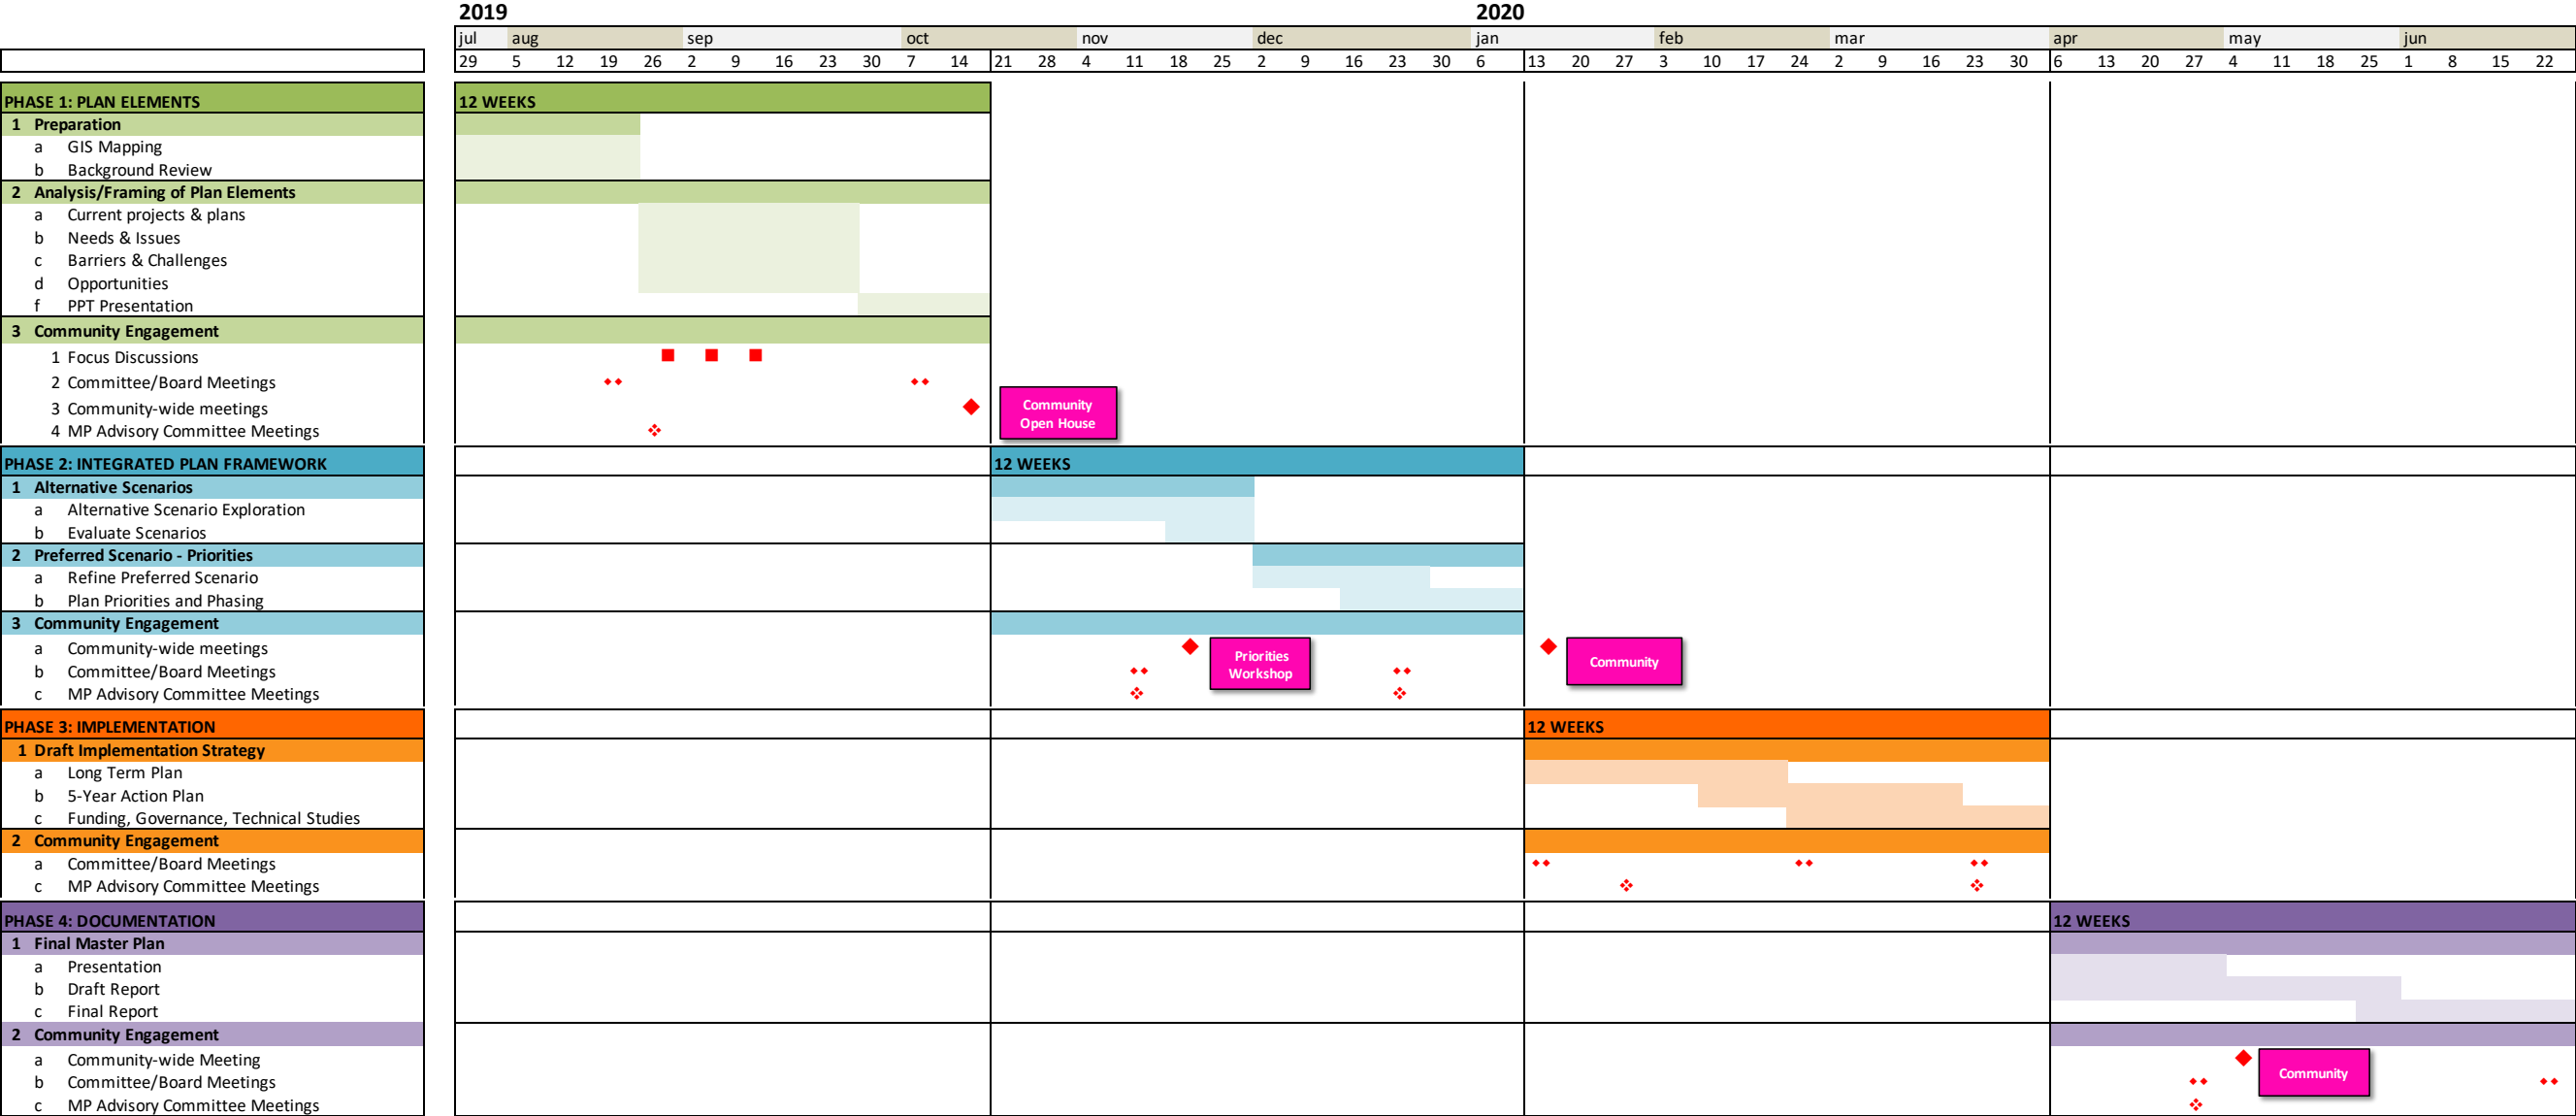 2019 2020
jul aug sep oct nov dec jan feb mar apr may jun
29 5 12 19 26 2 9 16 23 30 7 14 21 28 4 11 18 25 2 9 16 23 30 6 13 20 27 3 10 17 24 2 9 16 23 30 6 13 20 27 4 11 18 25 1 8 15 22
PHASE 1: PLAN ELEMENTS 12 WEEKS
1 Preparation
a GIS Mapping
b Background Review
2 Analysis/Framing of Plan Elements
a Current projects & plans
b Needs & Issues
c Barriers & Challenges
d Opportunities
f PPT Presentation
3 Community Engagement
1 Focus Discussions
2 Committee/Board Meetings
3 Community-wide meetings
Community
Open House
4 MP Advisory Committee Meetings
PHASE 2: INTEGRATED PLAN FRAMEWORK 12 WEEKS
1 Alternative Scenarios
a Alternative Scenario Exploration
b Evaluate Scenarios
2 Preferred Scenario - Priorities
a Refine Preferred Scenario
b Plan Priorities and Phasing
3 Community Engagement
a Community-wide meetings
Priorities
Workshop
Community
b Committee/Board Meetings
c MP Advisory Committee Meetings
PHASE 3: IMPLEMENTATION 12 WEEKS
1 Draft Implementation Strategy
a Long Term Plan
b 5-Year Action Plan
c Funding, Governance, Technical Studies
2 Community Engagement
a Committee/Board Meetings
c MP Advisory Committee Meetings
PHASE 4: DOCUMENTATION 12 WEEKS
1 Final Master Plan
a Presentation
b Draft Report
c Final Report
2 Community Engagement
a Community-wide Meeting
Community
b Committee/Board Meetings
c MP Advisory Committee Meetings